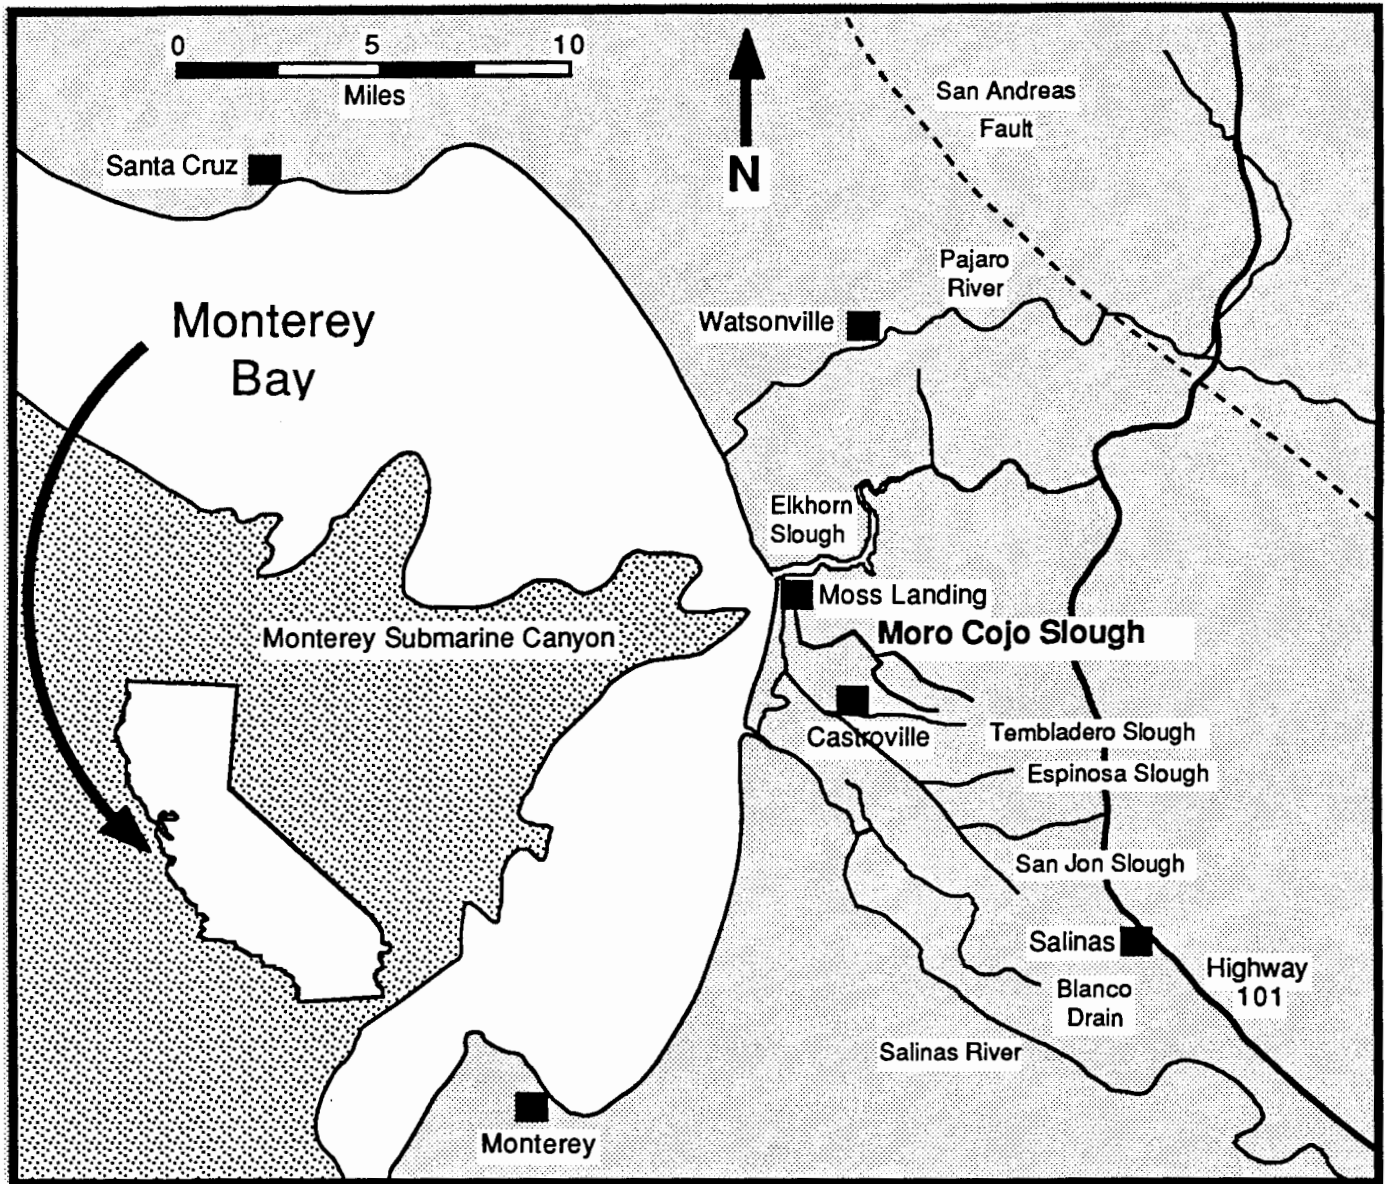 0 5 10
Miles
N
San Andreas
Fault
Santa Cruz
Pajaro
River
Monterey
Bay
Watsonville
Elkhorn
Slough
Moss Landing
Moro Cojo Slough
Monterey Submarine Canyon
Castroville
Tembladero Slough
Espinosa Slough
San Jon Slough
Salinas
Highway
101
Blanco
Drain
Salinas River
Monterey